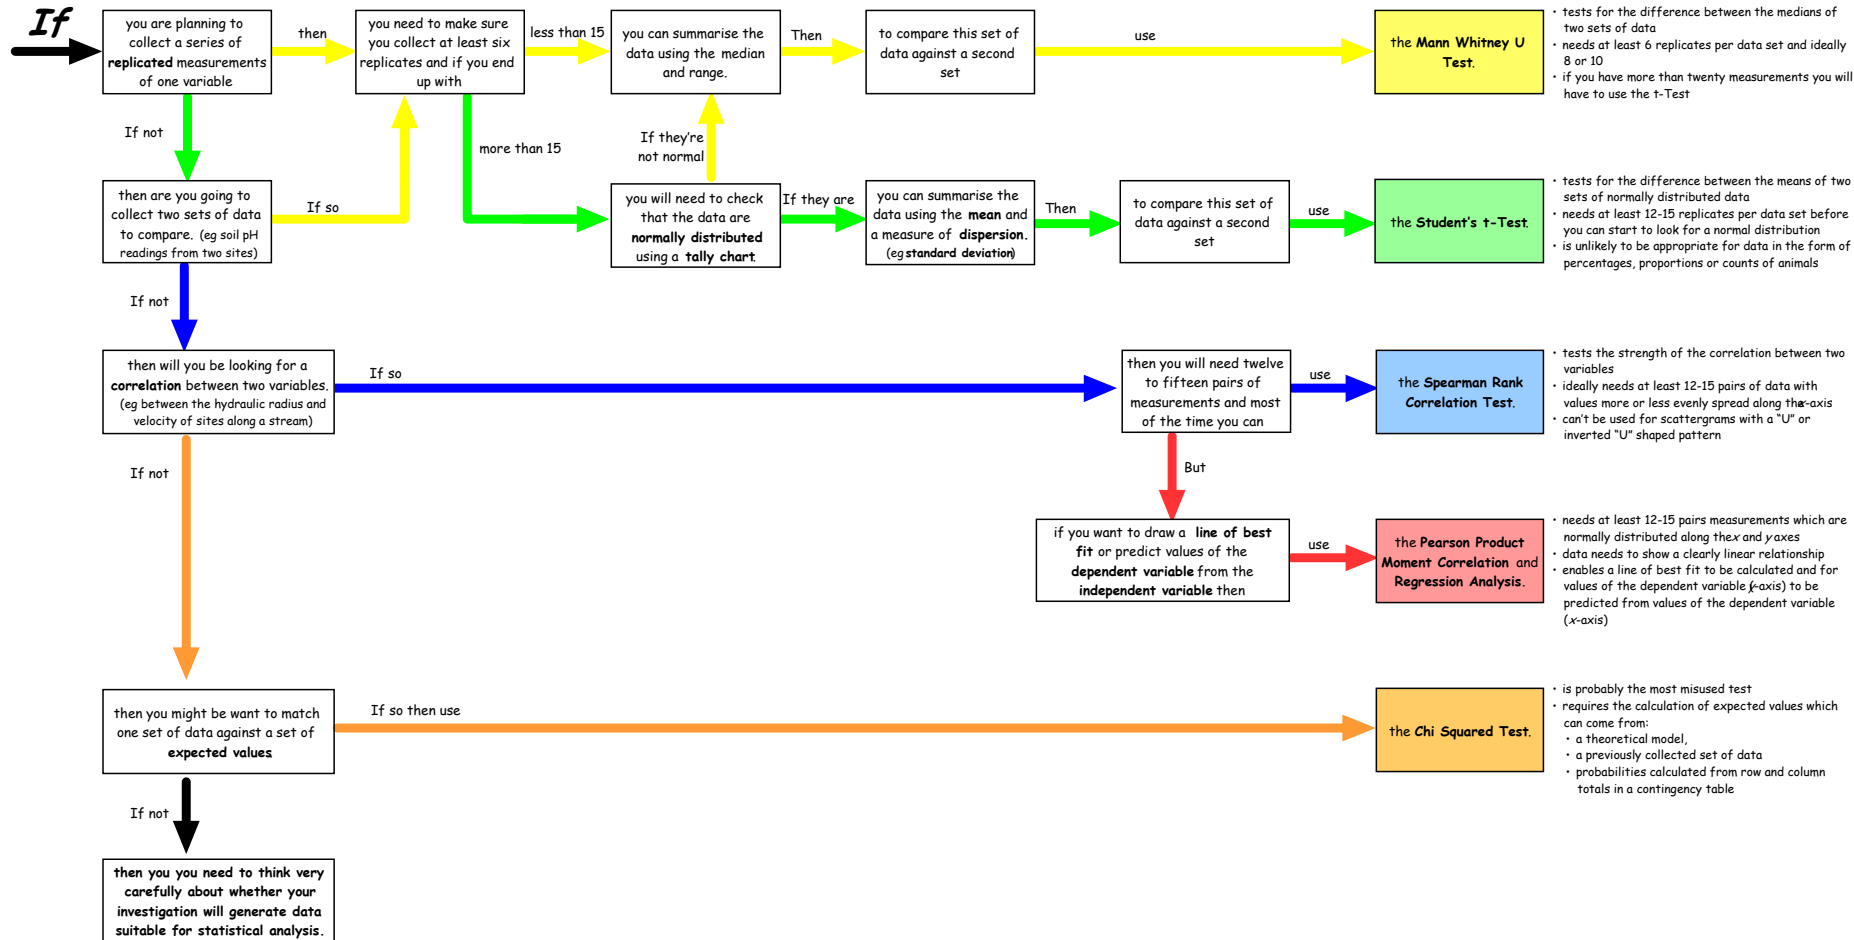 If
you are planning to
collect a series of
replicated measurements
of one variable
then
you need to make sure
you collect at least six
replicates and if you end
up with
less than 15
you can summarise the
data using the median
and range.
Then
to compare this set of
data against a second
set
use
the Mann Whitney U
Test.
• tests for the difference between the medians of
two sets of data
• needs at least 6 replicates per data set and ideally
8 or 10
• if you have more than twenty measurements you will
have to use the t-Test
If not
more than 15
If they're
not normal
then are you going to
collect two sets of data
to compare. (eg soil pH
readings from two sites)
If so
you will need to check
that the data are
normally distributed
using a tally chart.
If they are
you can summarise the
data using the mean and
a measure of dispersion.
(eg standard deviation)
Then
to compare this set of
data against a second
set
use
the Student's t-Test.
• tests for the difference between the means of two
sets of normally distributed data
• needs at least 12-15 replicates per data set before
you can start to look for a normal distribution
• is unlikely to be appropriate for data in the form of
percentages, proportions or counts of animals
If not
then will you be looking for a
correlation between two variables.
(eg between the hydraulic radius and
velocity of sites along a stream)
If so
then you will need twelve
to fifteen pairs of
measurements and most
of the time you can
use
the Spearman Rank
Correlation Test.
• tests the strength of the correlation between two
variables
• ideally needs at least 12-15 pairs of data with
values more or less evenly spread along the x-axis
• can't be used for scattergrams with a "U" or
inverted "U" shaped pattern
If not
But
if you want to draw a line of best
fit or predict values of the
dependent variable from the
independent variable then
use
the Pearson Product
Moment Correlation and
Regression Analysis.
• needs at least 12-15 pairs measurements which are
normally distributed along the x and y axes
• data needs to show a clearly linear relationship
• enables a line of best fit to be calculated and for
values of the dependent variable (y-axis) to be
predicted from values of the dependent variable
(x-axis)
then you might be want to match
one set of data against a set of
expected values.
If so then use
the Chi Squared Test.
• is probably the most misused test
• requires the calculation of expected values which
can come from:
• a theoretical model,
• a previously collected set of data
• probabilities calculated from row and column
totals in a contingency table
If not
then you you need to think very
carefully about whether your
investigation will generate data
suitable for statistical analysis.